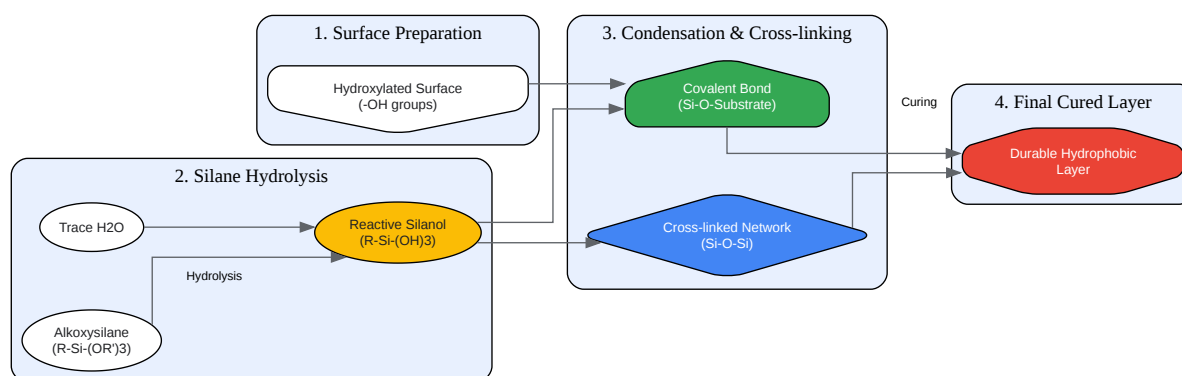 1. Surface Preparation
Hydroxylated Surface
(-OH groups)
2. Silane Hydrolysis
Trace H2O
Reactive Silanol
(R-Si-(OH)3)
Hydrolysis
Alkoxysilane
(R-Si-(OR')3)
3. Condensation & Cross-linking
Covalent Bond
(Si-O-Substrate)
Cross-linked Network
(Si-O-Si)
Curing
4. Final Cured Layer
Durable Hydrophobic
Layer